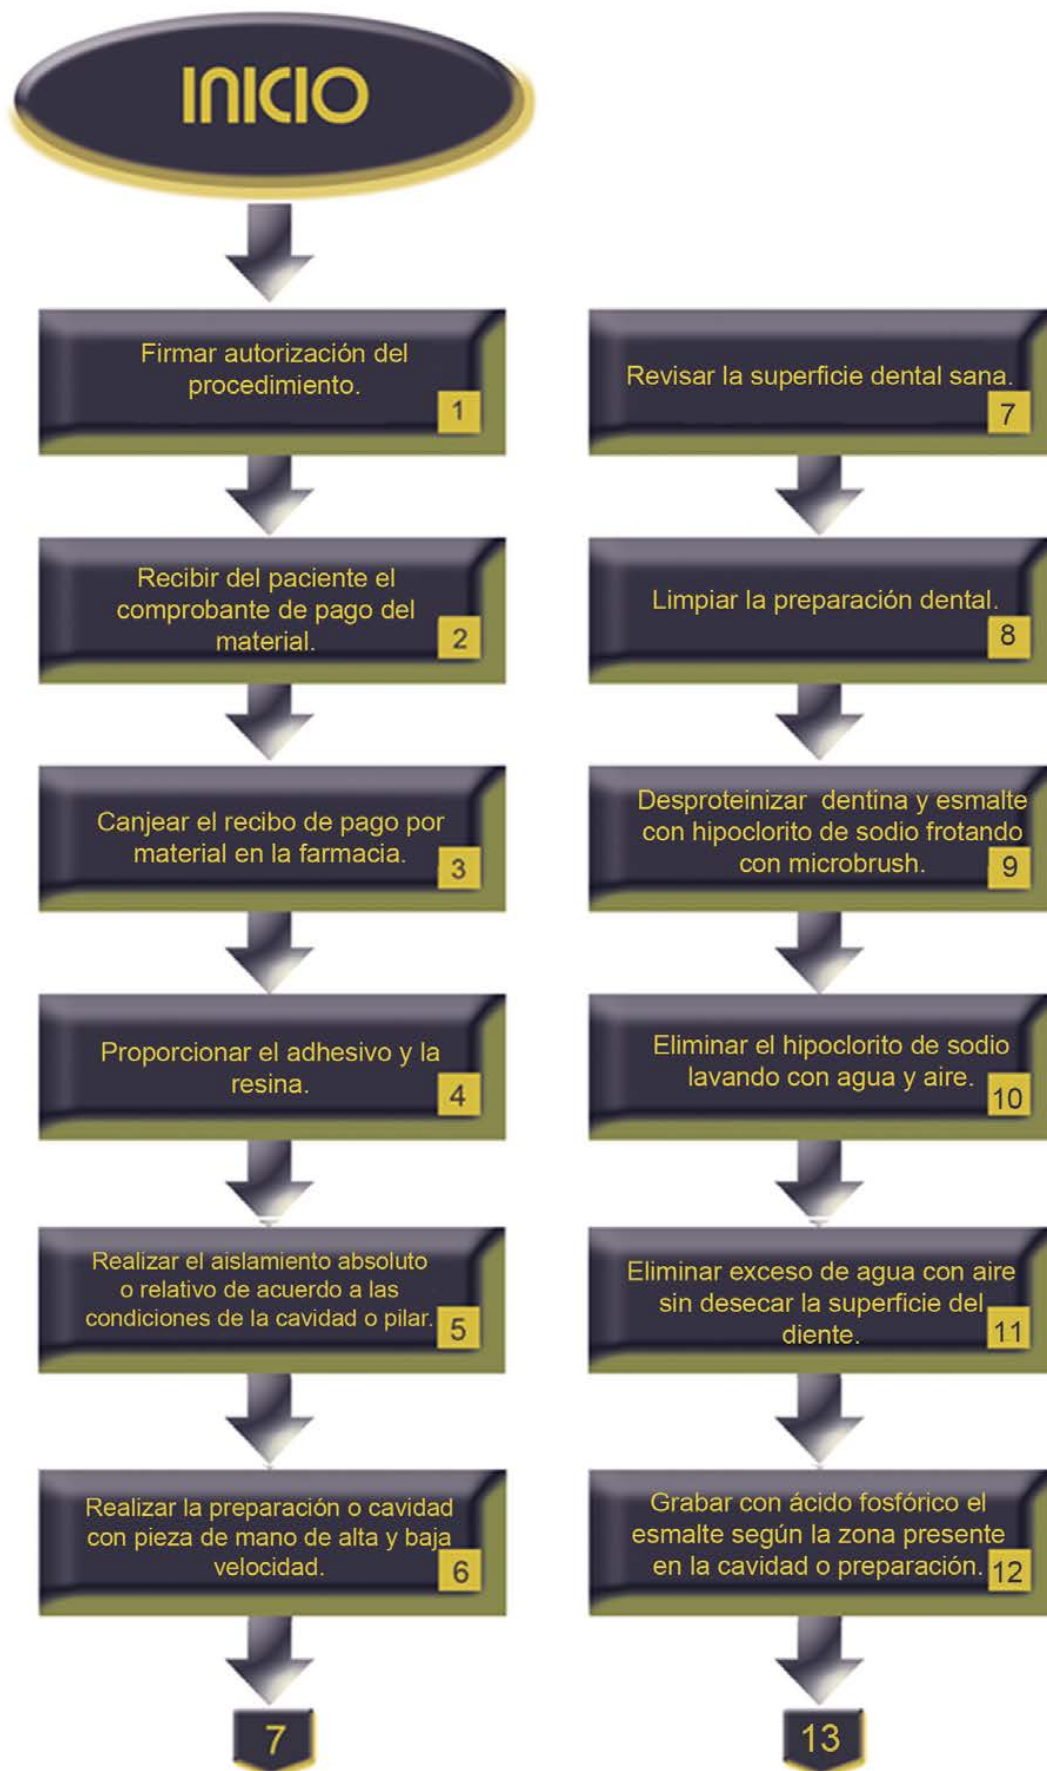 INICIO
Firmar autorización del
procedimiento.
1
Recibir del paciente el
comprobante de pago del
material.
2
Canjear el recibo de pago por
material en la farmacia.
3
Proporcionar el adhesivo y la
resina.
4
Realizar el aislamiento absoluto
o relativo de acuerdo a las
condiciones de la cavidad o pilar.
5
Realizar la preparación o cavidad
con pieza de mano de alta y baja
velocidad.
6
7
Revisar la superficie dental sana.
7
Limpiar la preparación dental.
8
Desproteinizar dentina y esmalte
con hipoclorito de sodio frotando
con microbrush.
9
Eliminar el hipoclorito de sodio
lavando con agua y aire.
10
Eliminar exceso de agua con aire
sin desecar la superficie del
diente.
11
Grabar con ácido fosfórico el
esmalte según la zona presente
en la cavidad o preparación.
12
13